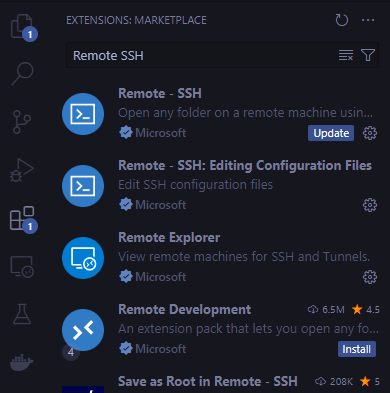 EXTENSIONS: MARKETPLACE
1
Remote SSH
Remote - SSH
Open any folder on a remote machine usin...
Microsoft
Update
Remote - SSH: Editing Configuration Files
Edit SSH configuration files
Microsoft
1
Remote Explorer
View remote machines for SSH and Tunnels.
Microsoft
Remote Development 6.5M 4.5
An extension pack that lets you open any fo...
4
Microsoft
Install
Save as Root in Remote - SSH 208K 5